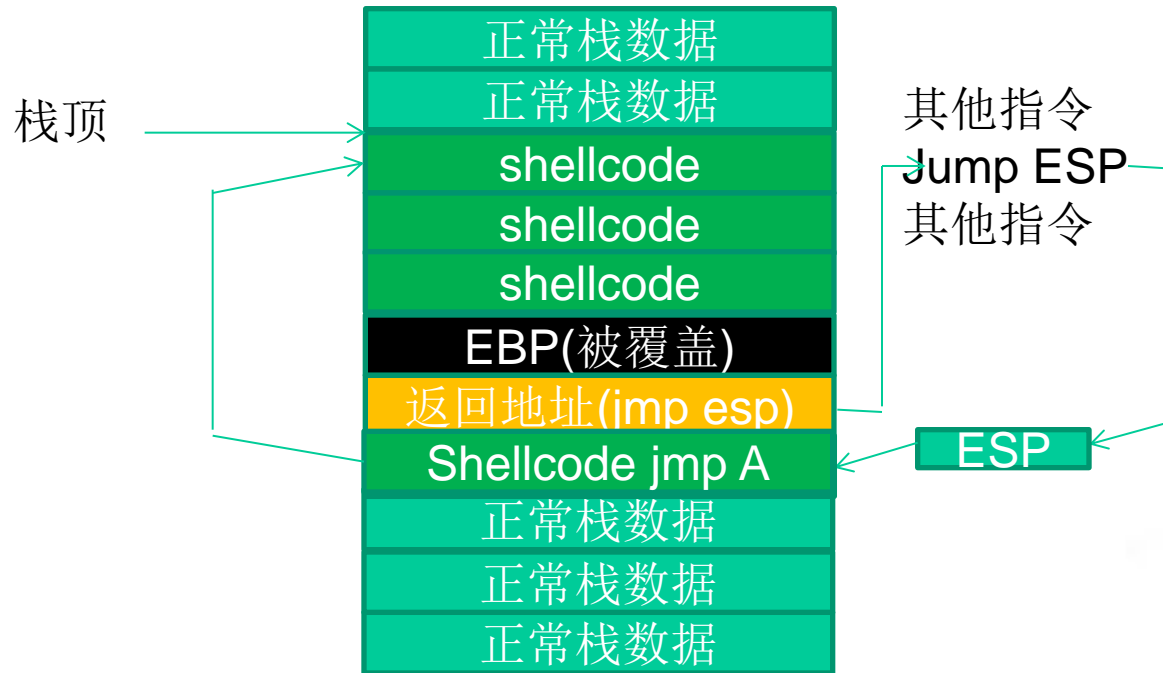 正常栈数据
正常栈数据
栈顶
shellcode
shellcode
shellcode
EBP(被覆盖)
返回地址(jmp esp)
Shellcode jmp A
正常栈数据
正常栈数据
正常栈数据
其他指令
Jump ESP
其他指令
ESP